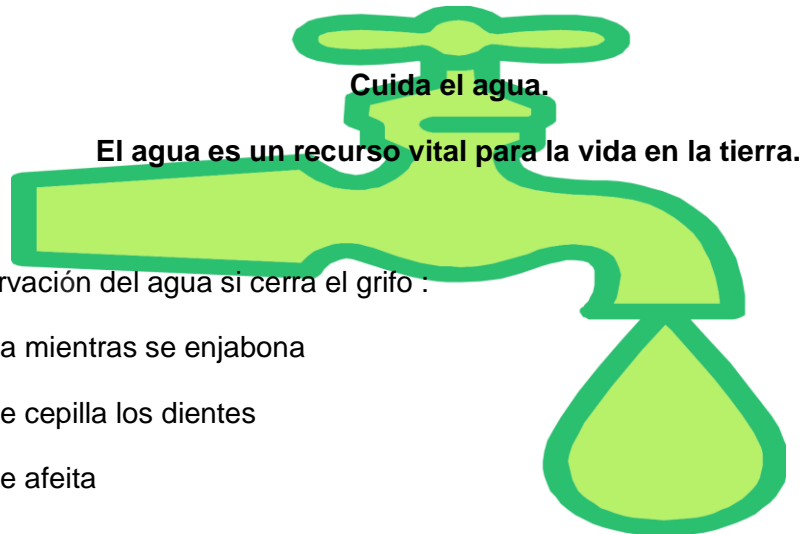 Cuida el agua.
El agua es un recurso vital para la vida en la tierra.
rvación del agua si cerra el grifo :
a mientras se enjabona
e cepilla los dientes
e afeita